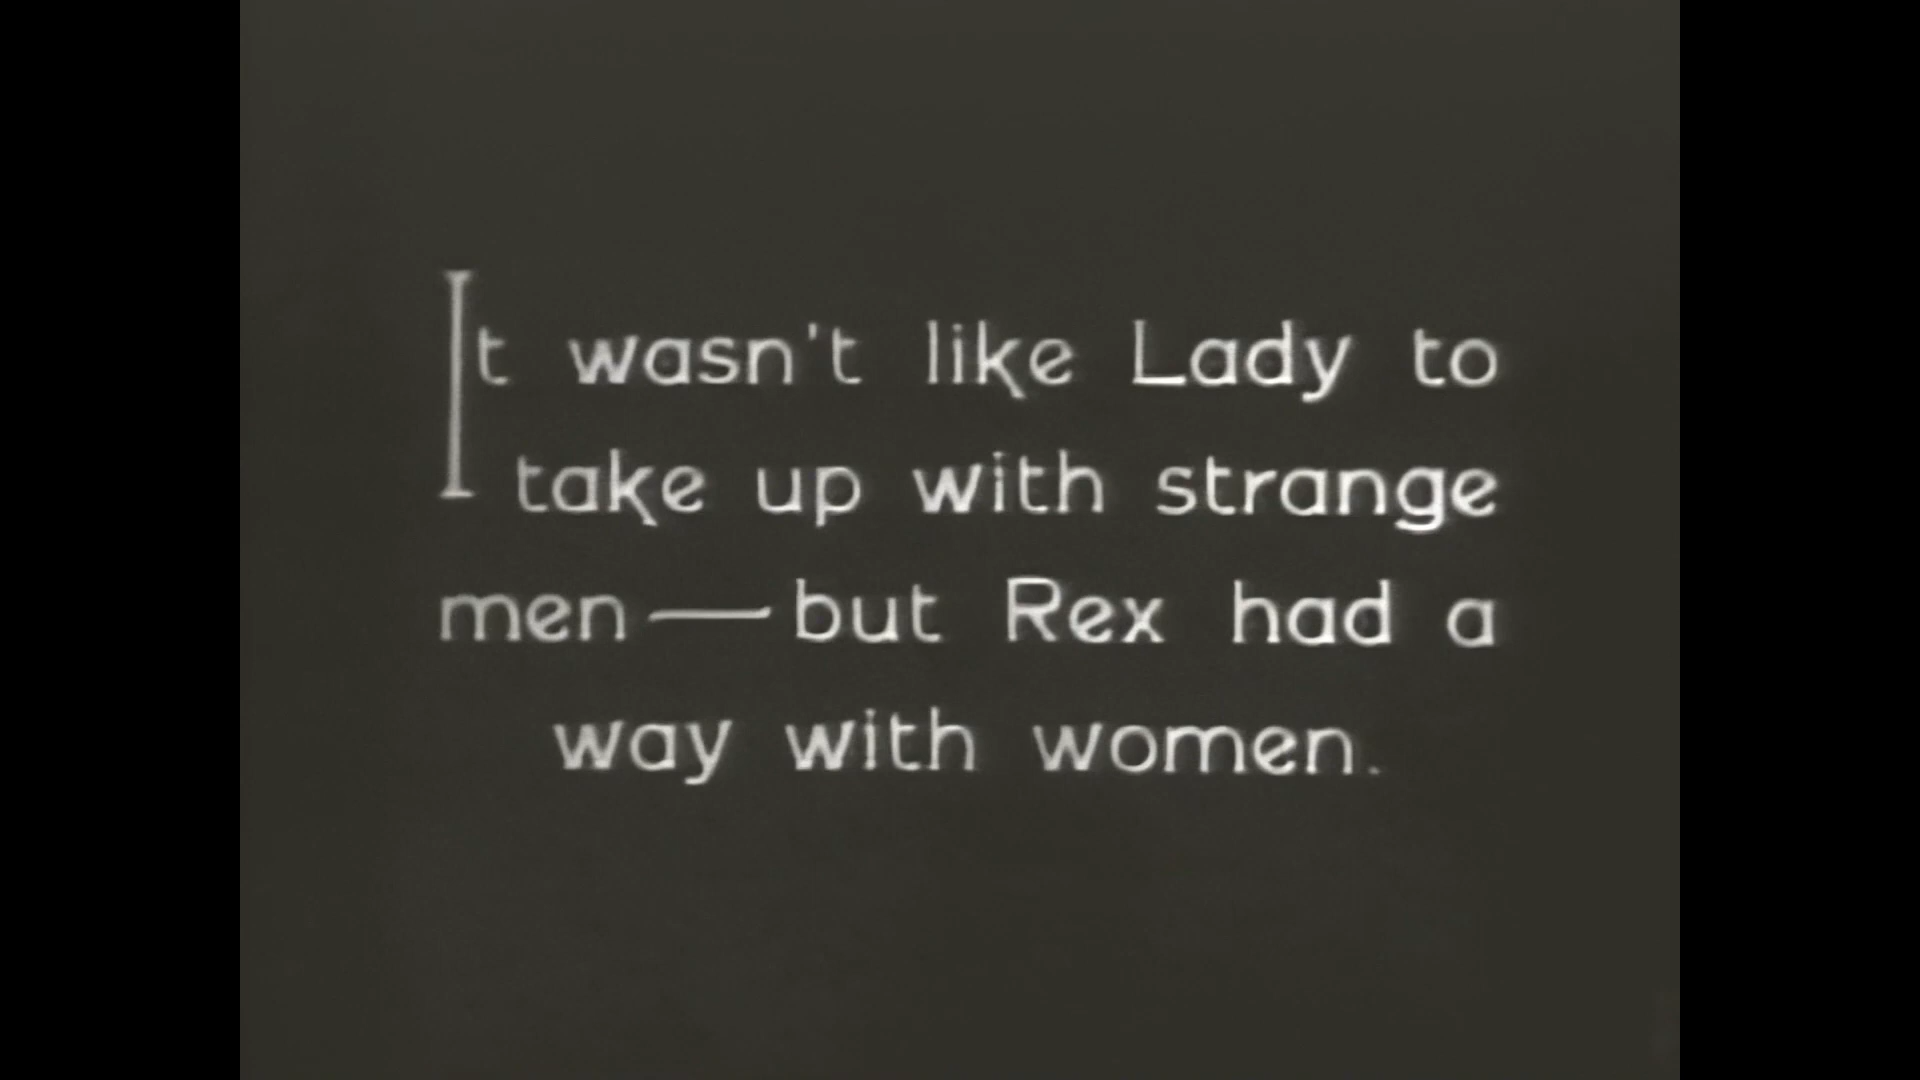 It wasn't like Lady to
take up with strange
men — but Rex had a
way with women.